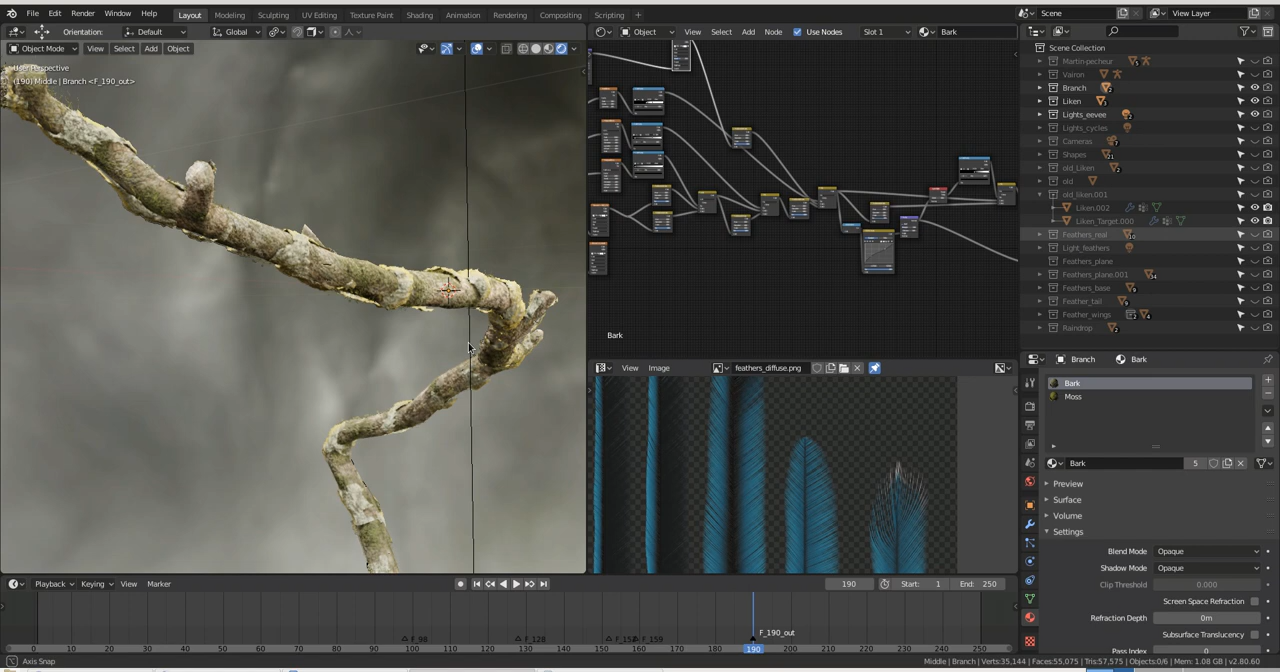 File Edit Render Window Help Layout Modeling Sculpting UV Editing Texture Paint Shading Animation Rendering Compositing Scripting + Scene View Layer
Orientation: Default Global Object View Select Add Node Use Nodes Slot 1 Bark
Object Mode View Select Add Object
User Perspective
(190) Middle | Branch <F_190_out>
Bark
Scene Collection
Martin-pecheur 5
Vairon
Branch
Liken
Lights_eevee
Lights_cycles
Cameras 7
Shapes 21
old_Liken
old
old_liken.001
Liken.002
Liken_Target.000
Feathers_real 10
Light_feathers
Feathers_plane
Feathers_plane.001 34
Feathers_base
Feather_tail
Feather_wings 4
Raindrop
View Image feathers_diffuse.png
Branch Bark
Bark
Moss
Bark 5
Preview
Surface
Volume
Settings
Blend Mode Opaque
Shadow Mode Opaque
Clip Threshold 0.000
Screen Space Refraction
Refraction Depth 0m
Subsurface Translucency
Pass Index 0
Playback Keying View Marker 190 Start: 1 End: 250
F_98 F_128 F_159 F_190_out
0 10 20 30 40 50 60 70 80 90 100 110 120 130 140 150 160 170 180 190 200 210 220 230 240 250
Axis Snap Middle | Branch | Verts:35,144 | Faces:55,075 | Tris:57,575 | Objects:0/6 | Mem: 1.08 GB | v2.80.60